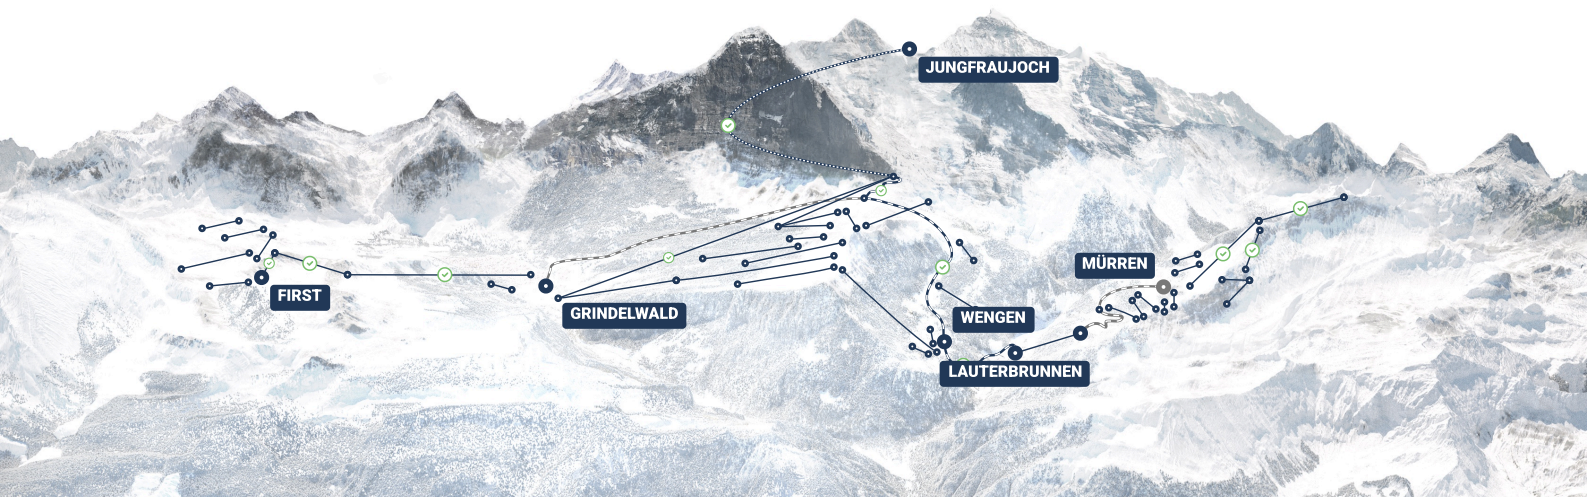 JUNGFRAUJOCH
MÜRREN
FIRST
GRINDELWALD
WENGEN
LAUTERBRUNNEN